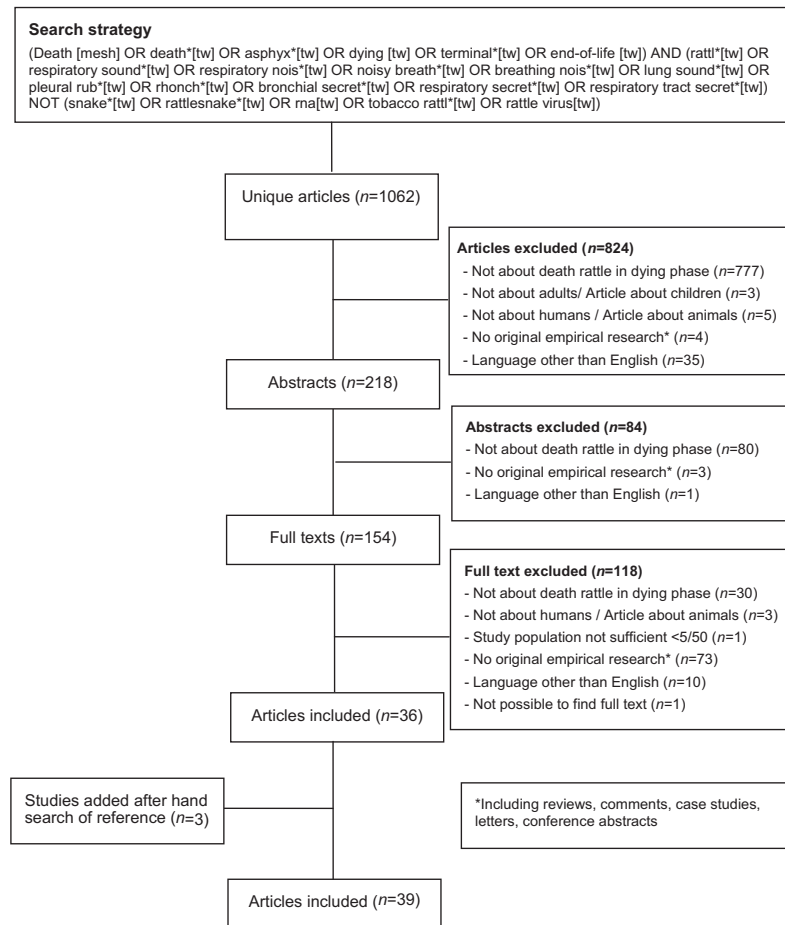 Search strategy
(Death [mesh] OR death*[tw] OR asphyx*[tw] OR dying [tw] OR terminal*[tw] OR end-of-life [tw]) AND (rattl*[tw] OR
respiratory sound*[tw] OR respiratory nois*[tw] OR noisy breath*[tw] OR breathing nois*[tw] OR lung sound*[tw] OR
pleural rub*[tw] OR rhonch*[tw] OR bronchial secret*[tw] OR respiratory secret*[tw] OR respiratory tract secret*[tw])
NOT (snake*[tw] OR rattlesnake*[tw] OR rna[tw] OR tobacco rattl*[tw] OR rattle virus[tw])
Unique articles (n=1062)
Articles excluded (n=824)
- Not about death rattle in dying phase (n=777)
- Not about adults/ Article about children (n=3)
- Not about humans / Article about animals (n=5)
- No original empirical research* (n=4)
- Language other than English (n=35)
Abstracts (n=218)
Abstracts excluded (n=84)
- Not about death rattle in dying phase (n=80)
- No original empirical research* (n=3)
- Language other than English (n=1)
Full texts (n=154)
Full text excluded (n=118)
- Not about death rattle in dying phase (n=30)
- Not about humans / Article about animals (n=3)
- Study population not sufficient <5/50 (n=1)
- No original empirical research* (n=73)
- Language other than English (n=10)
- Not possible to find full text (n=1)
Articles included (n=36)
Studies added after hand
search of reference (n=3)
*Including reviews, comments, case studies,
letters, conference abstracts
Articles included (n=39)